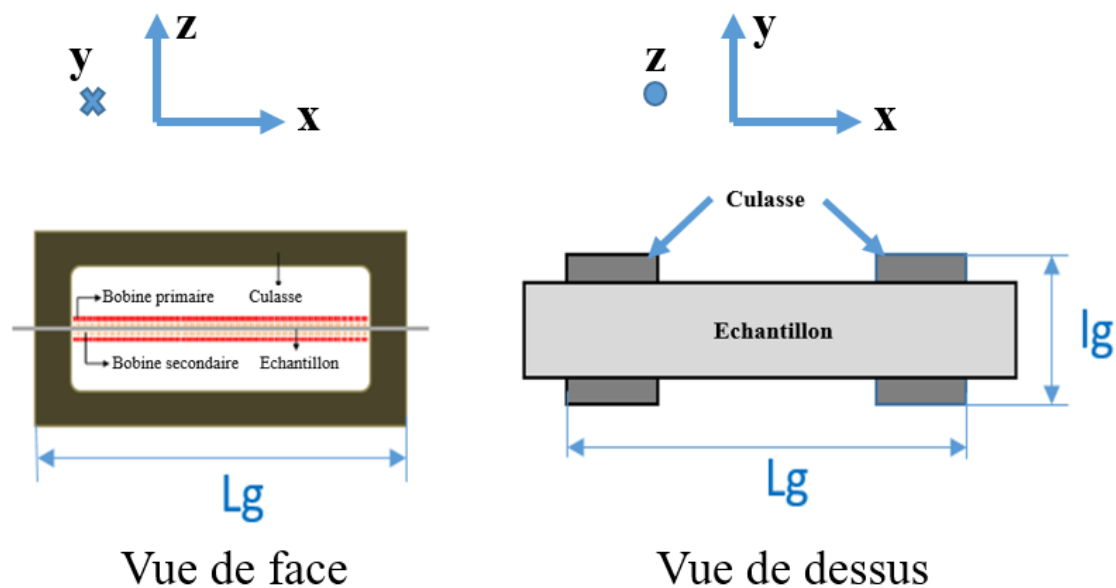 z
y
x
y
z
x
Culasse
Bobine primaire
Culasse
Bobine secondaire
Echantillon
Echantillon
lg
Lg
Lg
Vue de face
Vue de dessus